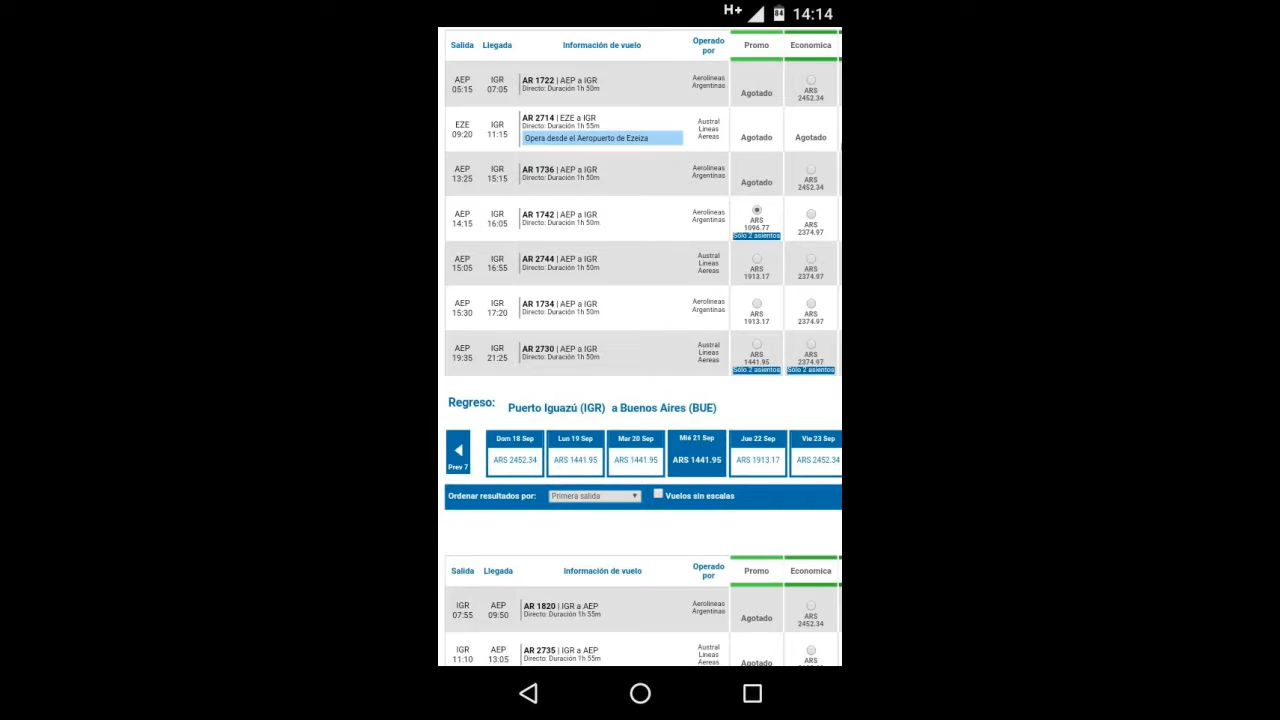 H+ 84 14:14
Salida Llegada Información de vuelo Operado por Promo Economica
AEP 05:15 IGR 07:05 AR 1722 | AEP a IGR Directo: Duración 1h 50m Aerolineas Argentinas Agotado ARS 2452.34
EZE 09:20 IGR 11:15 AR 2714 | EZE a IGR Directo: Duración 1h 55m Opera desde el Aeropuerto de Ezeiza Austral Lineas Aereas Agotado Agotado
AEP 13:25 IGR 15:15 AR 1736 | AEP a IGR Directo: Duración 1h 50m Aerolineas Argentinas Agotado ARS 2452.34
AEP 14:15 IGR 16:05 AR 1742 | AEP a IGR Directo: Duración 1h 50m Aerolineas Argentinas ARS 1096.77 Sólo 2 asientos ARS 2374.97
AEP 15:05 IGR 16:55 AR 2744 | AEP a IGR Directo: Duración 1h 50m Austral Lineas Aereas ARS 1913.17 ARS 2374.97
AEP 15:30 IGR 17:20 AR 1734 | AEP a IGR Directo: Duración 1h 50m Aerolineas Argentinas ARS 1913.17 ARS 2374.97
AEP 19:35 IGR 21:25 AR 2730 | AEP a IGR Directo: Duración 1h 50m Austral Lineas Aereas ARS 1441.95 Sólo 2 asientos ARS 2374.97 Sólo 2 asientos
Regreso: Puerto Iguazú (IGR) a Buenos Aires (BUE)
Prev 7
Dom 18 Sep Lun 19 Sep Mar 20 Sep Mié 21 Sep Jue 22 Sep Vie 23 Sep
ARS 2452.34 ARS 1441.95 ARS 1441.95 ARS 1441.95 ARS 1913.17 ARS 2452.34
Ordenar resultados por: Primera salida Vuelos sin escalas
Salida Llegada Información de vuelo Operado por Promo Economica
IGR 07:55 AEP 09:50 AR 1820 | IGR a AEP Directo: Duración 1h 55m Aerolineas Argentinas Agotado ARS 2452.34
IGR 11:10 AEP 13:05 AR 2735 | IGR a AEP Directo: Duración 1h 55m Austral Lineas Aereas Agotado ARS